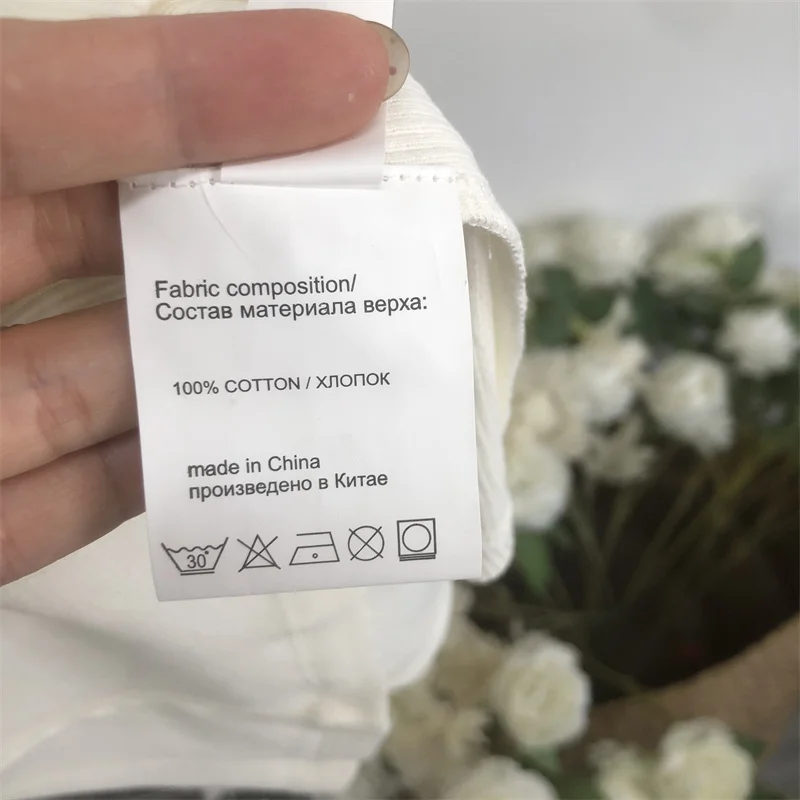 Fabric composition/
Состав материала верха:
100% COTTON / ХЛОПОК
made in China
произведено в Китае
30°